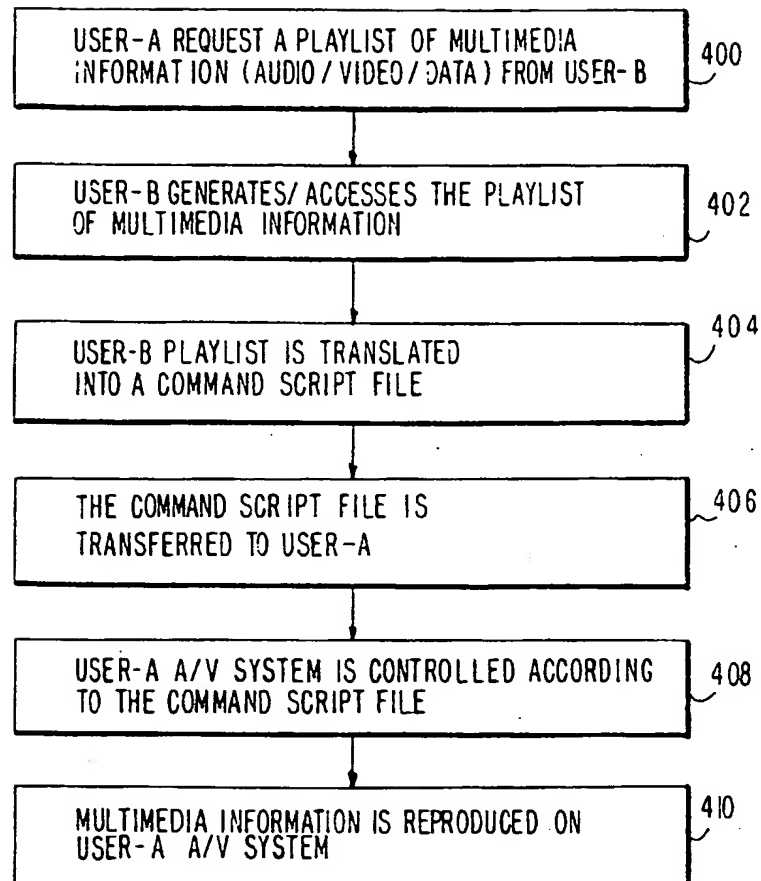 USER-A REQUEST A PLAYLIST OF MULTIMEDIA
INFORMATION (AUDIO/VIDEO/DATA) FROM USER-B
400
USER-B GENERATES/ACCESSES THE PLAYLIST
OF MULTIMEDIA INFORMATION
402
USER-B PLAYLIST IS TRANSLATED
INTO A COMMAND SCRIPT FILE
404
THE COMMAND SCRIPT FILE IS
TRANSFERRED TO USER-A
406
USER-A A/V SYSTEM IS CONTROLLED ACCORDING
TO THE COMMAND SCRIPT FILE
408
MULTIMEDIA INFORMATION IS REPRODUCED ON
USER-A A/V SYSTEM
410